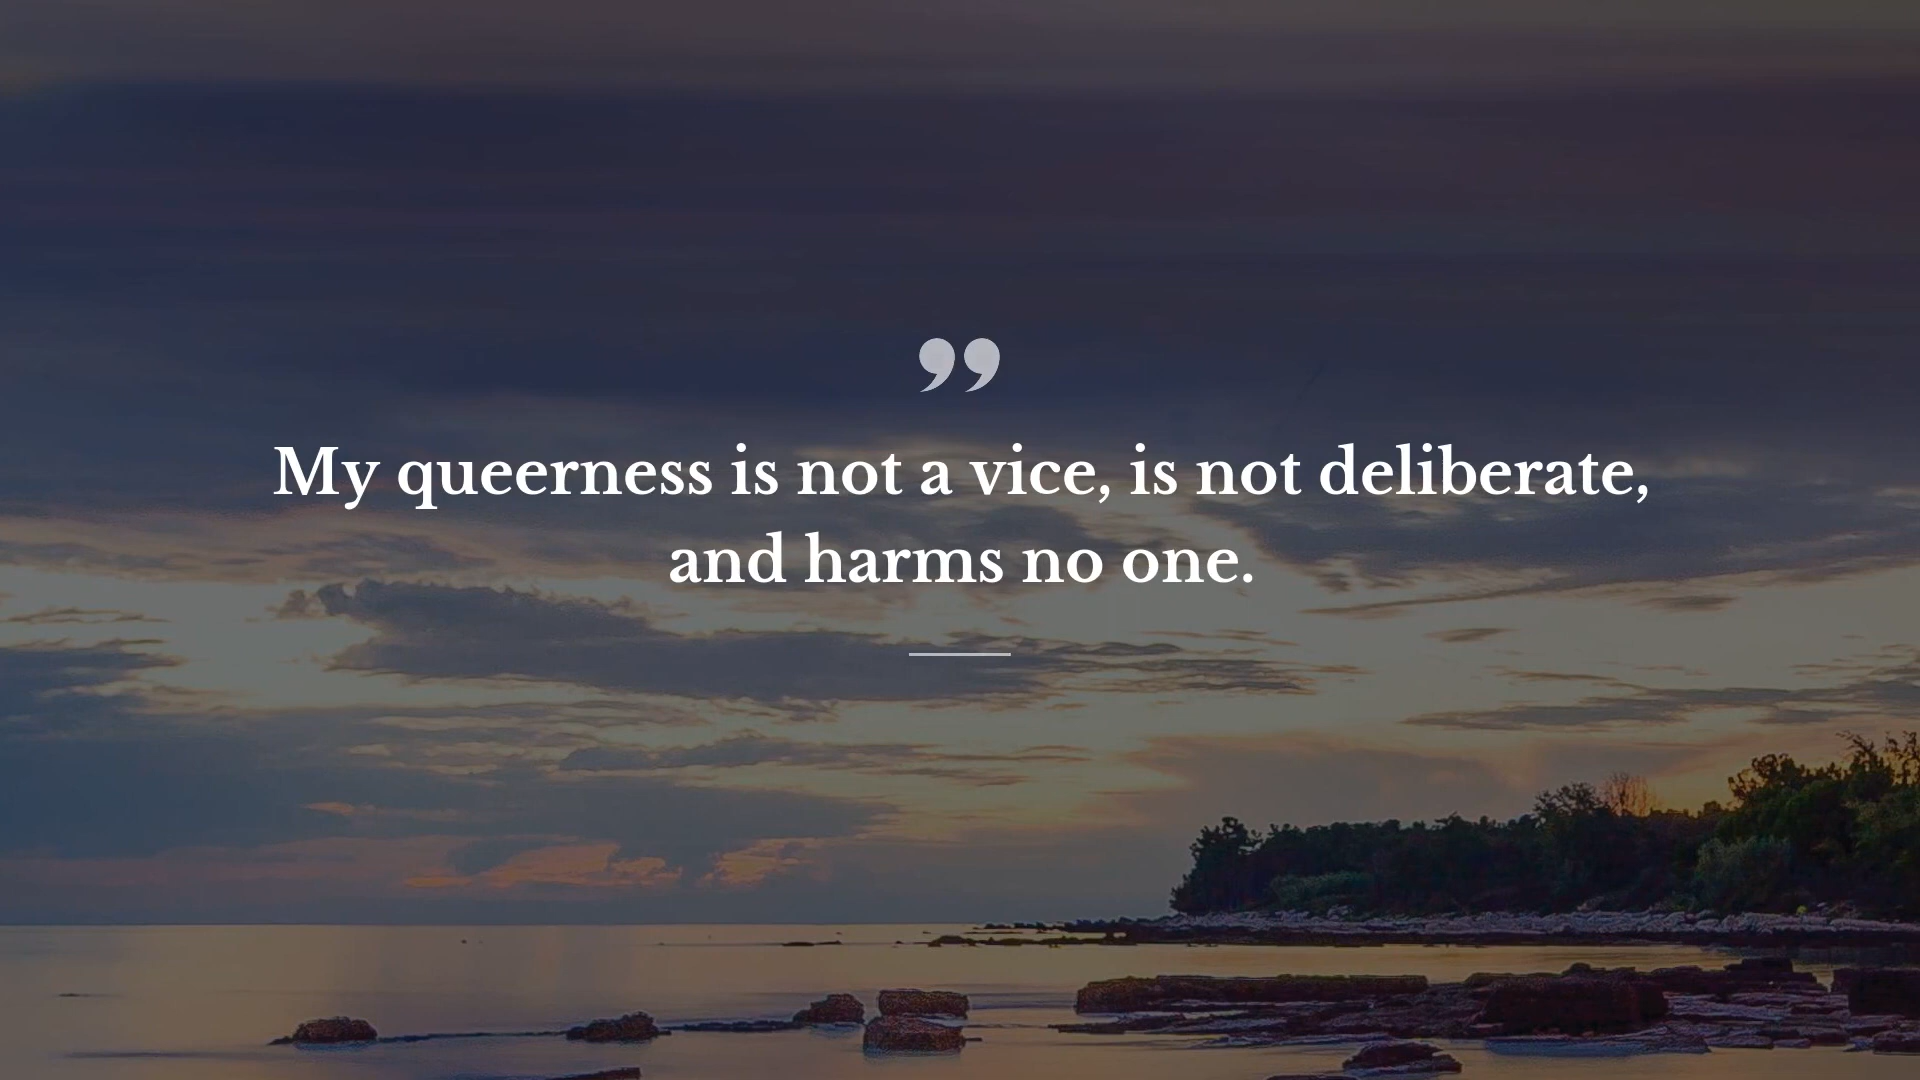 ”
My queerness is not a vice, is not deliberate,
and harms no one.